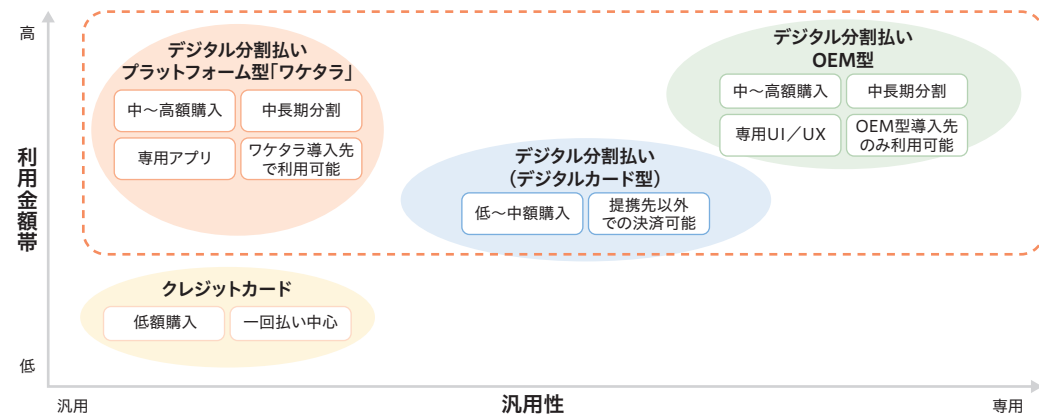 高
利用金額帯
低
デジタル分割払い
プラットフォーム型「ワケタラ」
中～高額購入
中長期分割
専用アプリ
ワケタラ導入先
で利用可能
デジタル分割払い
（デジタルカード型）
低～中額購入
提携先以外
での決済可能
デジタル分割払い
OEM型
中～高額購入
中長期分割
専用UI／UX
OEM型導入先
のみ利用可能
クレジットカード
低額購入
一回払い中心
汎用
汎用性
専用